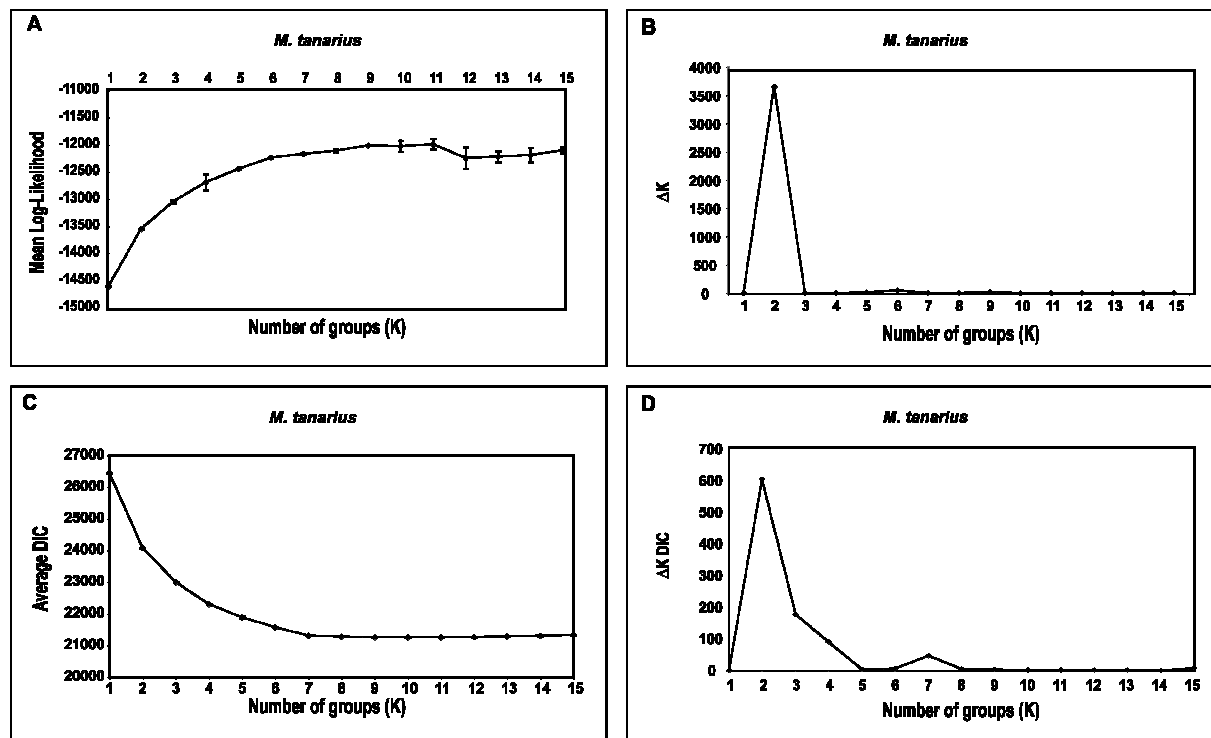 A
M. tanarius
1 2 3 4 5 6 7 8 9 10 11 12 13 14 15
-11000
-11500
-12000
-12500
-13000
-13500
-14000
-14500
-15000
Mean Log-Likelihood
Number of groups (K)
B
M. tanarius
4000
3500
3000
2500
2000
1500
1000
500
0
ΔK
1 2 3 4 5 6 7 8 9 10 11 12 13 14 15
Number of groups (K)
C
M. tanarius
27000
26000
25000
24000
23000
22000
21000
20000
Average DIC
1 2 3 4 5 6 7 8 9 10 11 12 13 14 15
Number of groups (K)
D
M. tanarius
700
600
500
400
300
200
100
0
ΔK DIC
1 2 3 4 5 6 7 8 9 10 11 12 13 14 15
Number of groups (K)